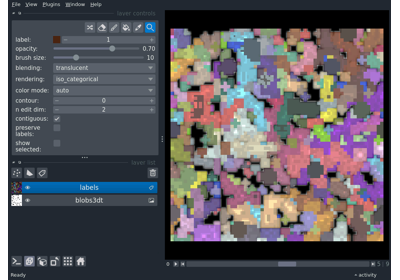 File View Plugins Window Help
layer controls
label: 1
opacity: 0.70
brush size: 10
blending: translucent
rendering: iso_categorical
color mode: auto
contour: 0
n edit dim: 2
contiguous:
preserve
labels:
show
selected:
layer list
labels
blobs3dt
Ready
activity